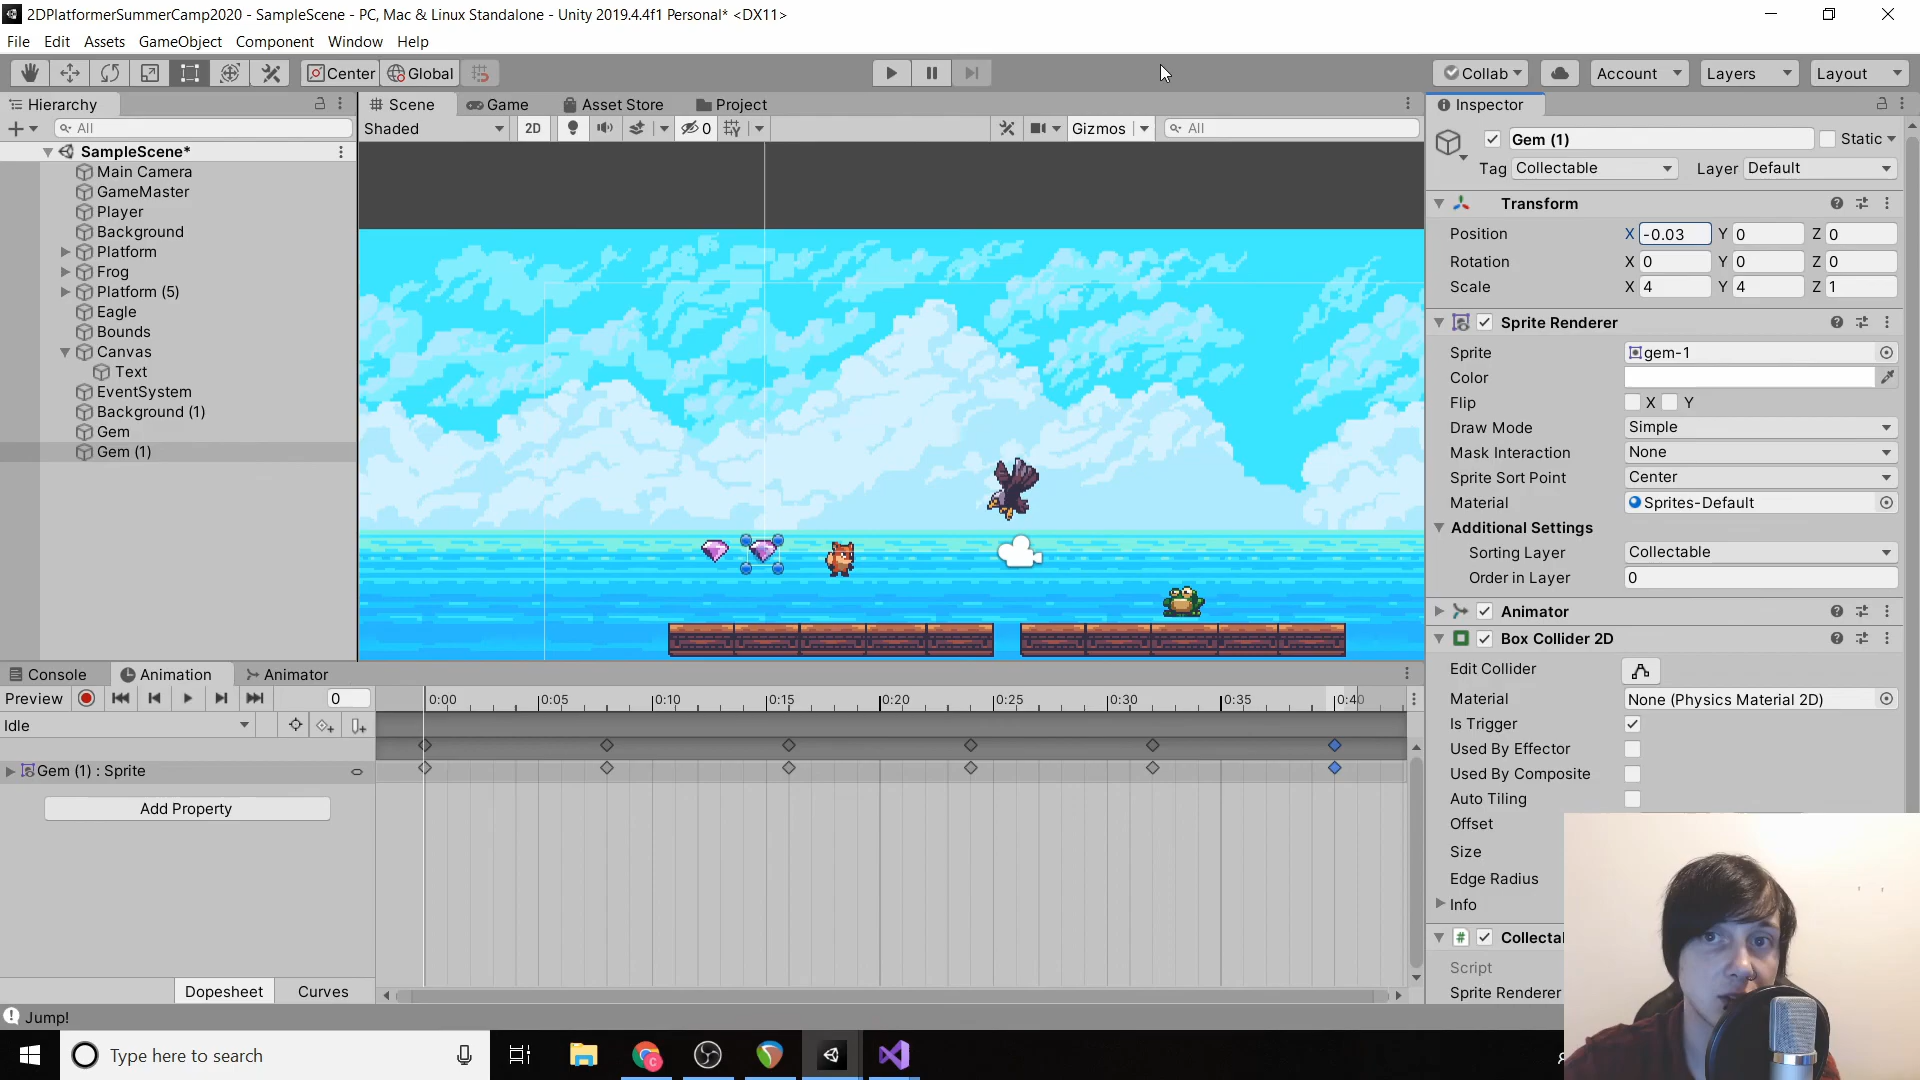 2DPlatformerSummerCamp2020 - SampleScene - PC, Mac & Linux Standalone - Unity 2019.4.4f1 Personal* <DX11>
File Edit Assets GameObject Component Window Help
Center Global Collab Account Layers Layout
Hierarchy
All
SampleScene*
Main Camera
GameMaster
Player
Background
Platform
Frog
Platform (5)
Eagle
Bounds
Canvas
Text
EventSystem
Background (1)
Gem
Gem (1)
Scene Game Asset Store Project
Shaded 2D 0 Gizmos All
Inspector
Gem (1) Static
Tag Collectable Layer Default
Transform
Position X -0.03 Y 0 Z 0
Rotation X 0 Y 0 Z 0
Scale X 4 Y 4 Z 1
Sprite Renderer
Sprite gem-1
Color
Flip X Y
Draw Mode Simple
Mask Interaction None
Sprite Sort Point Center
Material Sprites-Default
Additional Settings
Sorting Layer Collectable
Order in Layer 0
Animator
Box Collider 2D
Edit Collider
Material None (Physics Material 2D)
Is Trigger
Used By Effector
Used By Composite
Auto Tiling
Offset
Size
Edge Radius
Info
Collecta
Script
Sprite Renderer
Console Animation Animator
Preview 0 0:00 0:05 0:10 0:15 0:20 0:25 0:30 0:35 0:40
Idle
Gem (1) : Sprite
Add Property
Dopesheet Curves
Jump!
Type here to search